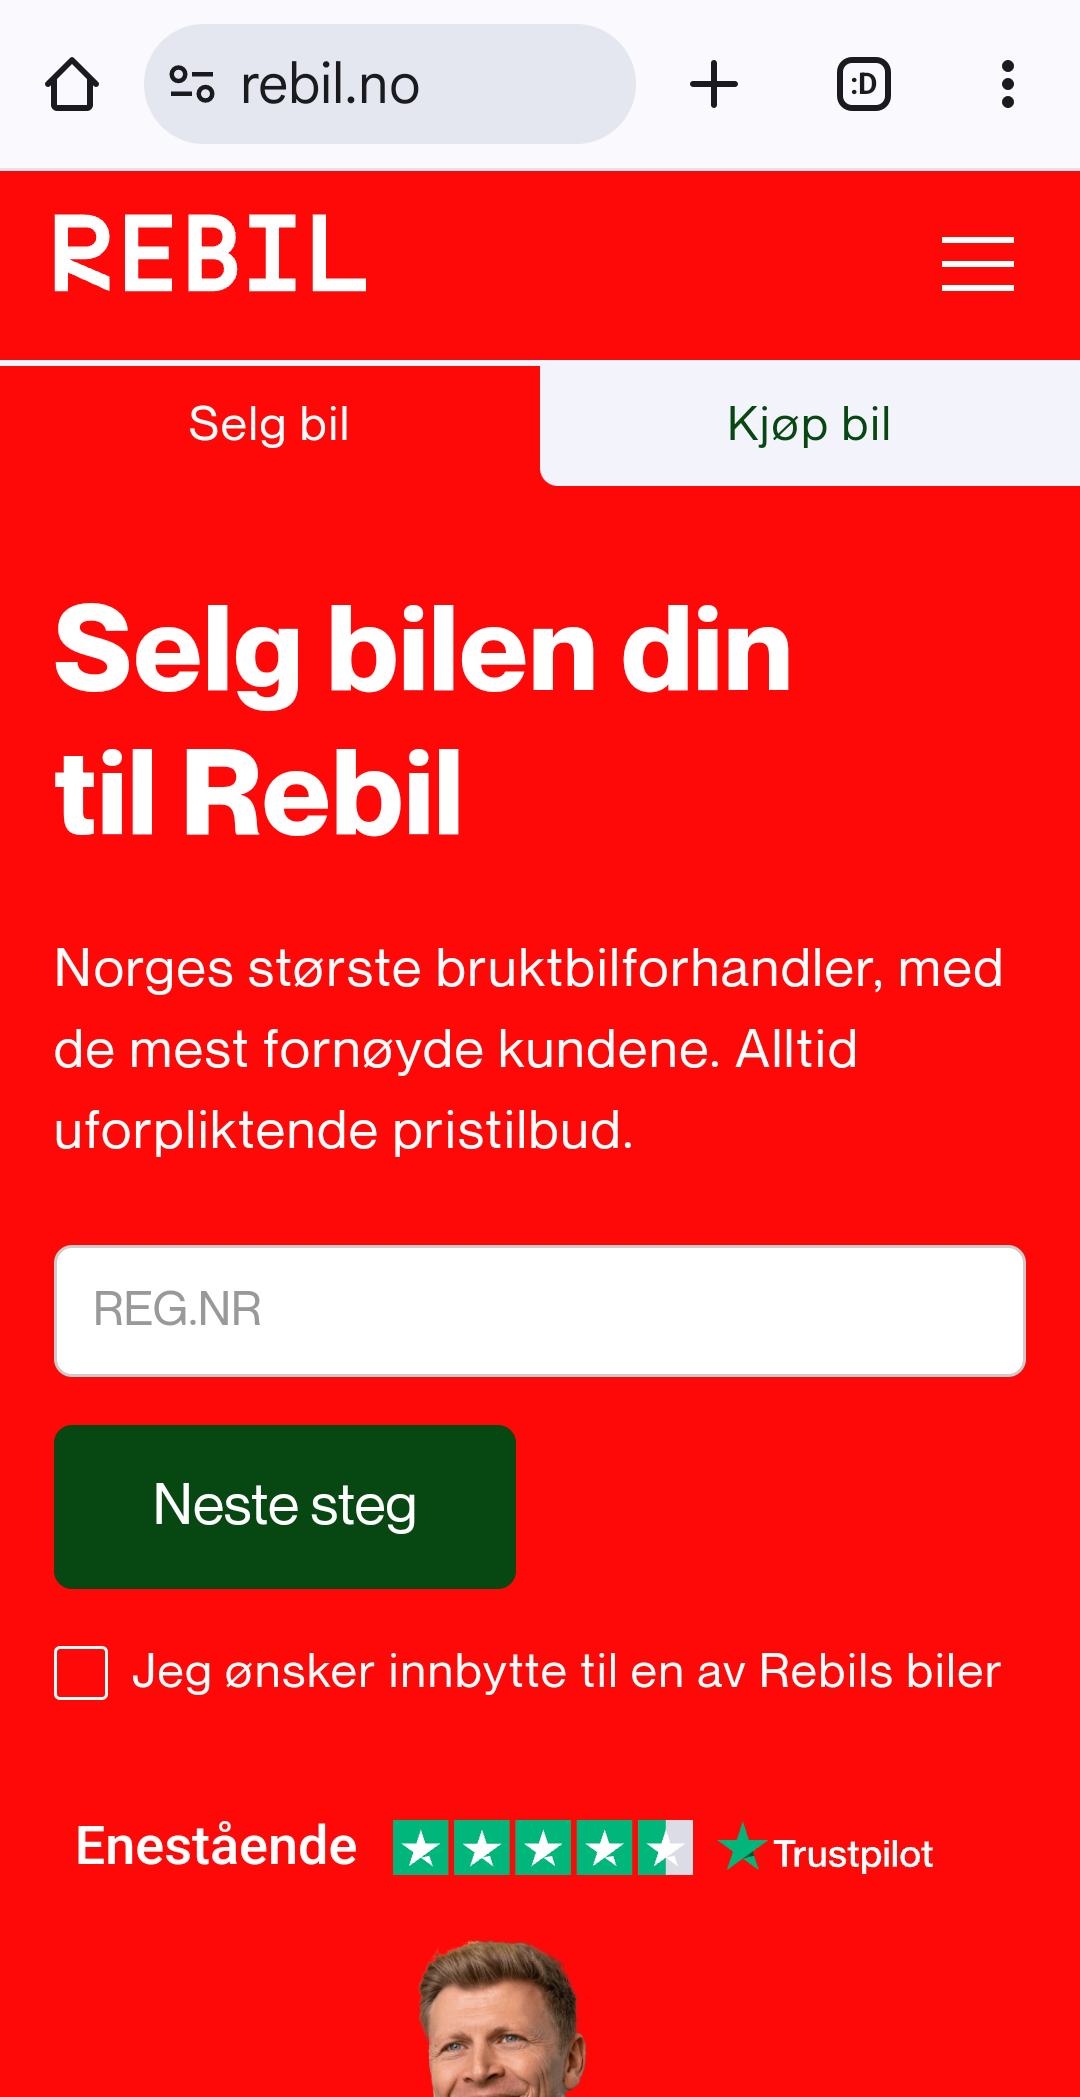 rebil.no
:D
REBIL
Selg bil
Kjøp bil
Selg bilen din
til Rebil
Norges største bruktbilforhandler, med
de mest fornøyde kundene. Alltid
uforpliktende pristilbud.
REG.NR
Neste steg
Jeg ønsker innbytte til en av Rebils biler
Enestående
Trustpilot